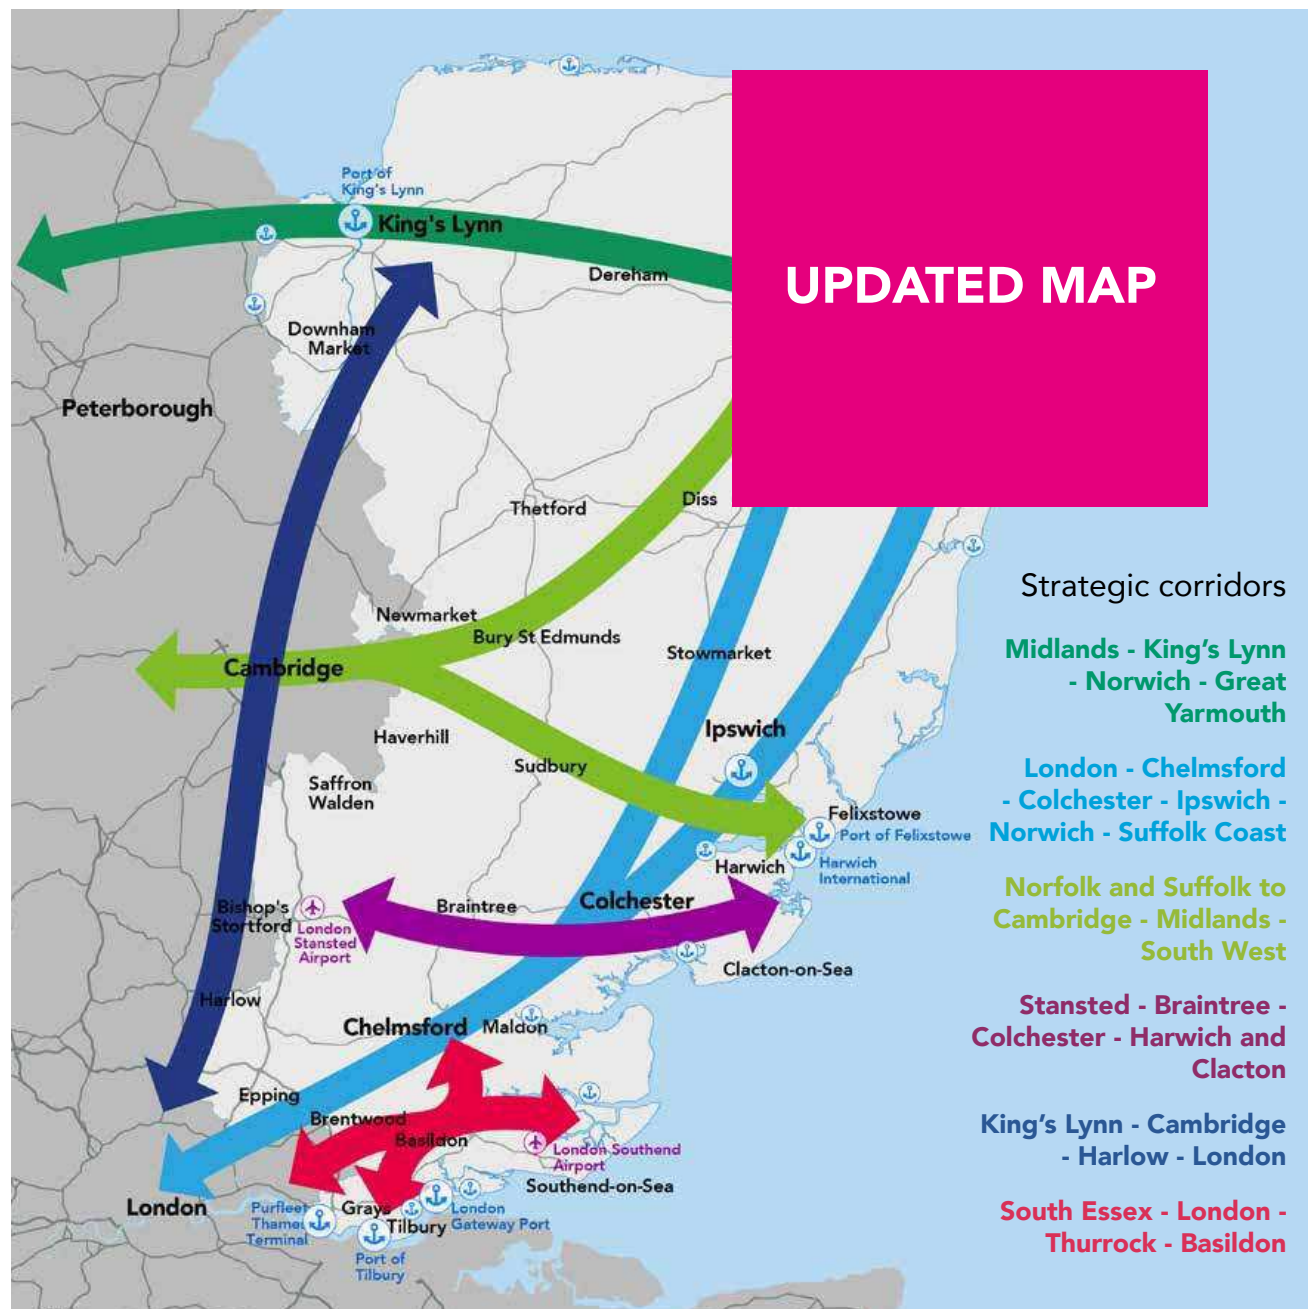 Port of
King's Lynn
King's Lynn
Dereham
UPDATED MAP
Downham
Market
Peterborough
Diss
Thetford
Newmarket
Bury St Edmunds
Cambridge
Stowmarket
Haverhill
Ipswich
Sudbury
Saffron
Walden
Felixstowe
Port of Felixstowe
Harwich
Harwich
International
Colchester
Braintree
Bishop's
Stortford
London
Stansted
Airport
Clacton-on-Sea
Harlow
Chelmsford
Maldon
Epping
Brentwood
Basildon
London Southend
Airport
Southend-on-Sea
London
Purfleet
Thames
Terminal
Grays
Tilbury
London
Gateway Port
Port of
Tilbury
Strategic corridors
Midlands - King’s Lynn
- Norwich - Great
Yarmouth
London - Chelmsford
- Colchester - Ipswich -
Norwich - Suffolk Coast
Norfolk and Suffolk to
Cambridge - Midlands -
South West
Stansted - Braintree -
Colchester - Harwich and
Clacton
King’s Lynn - Cambridge
- Harlow - London
South Essex - London -
Thurrock - Basildon